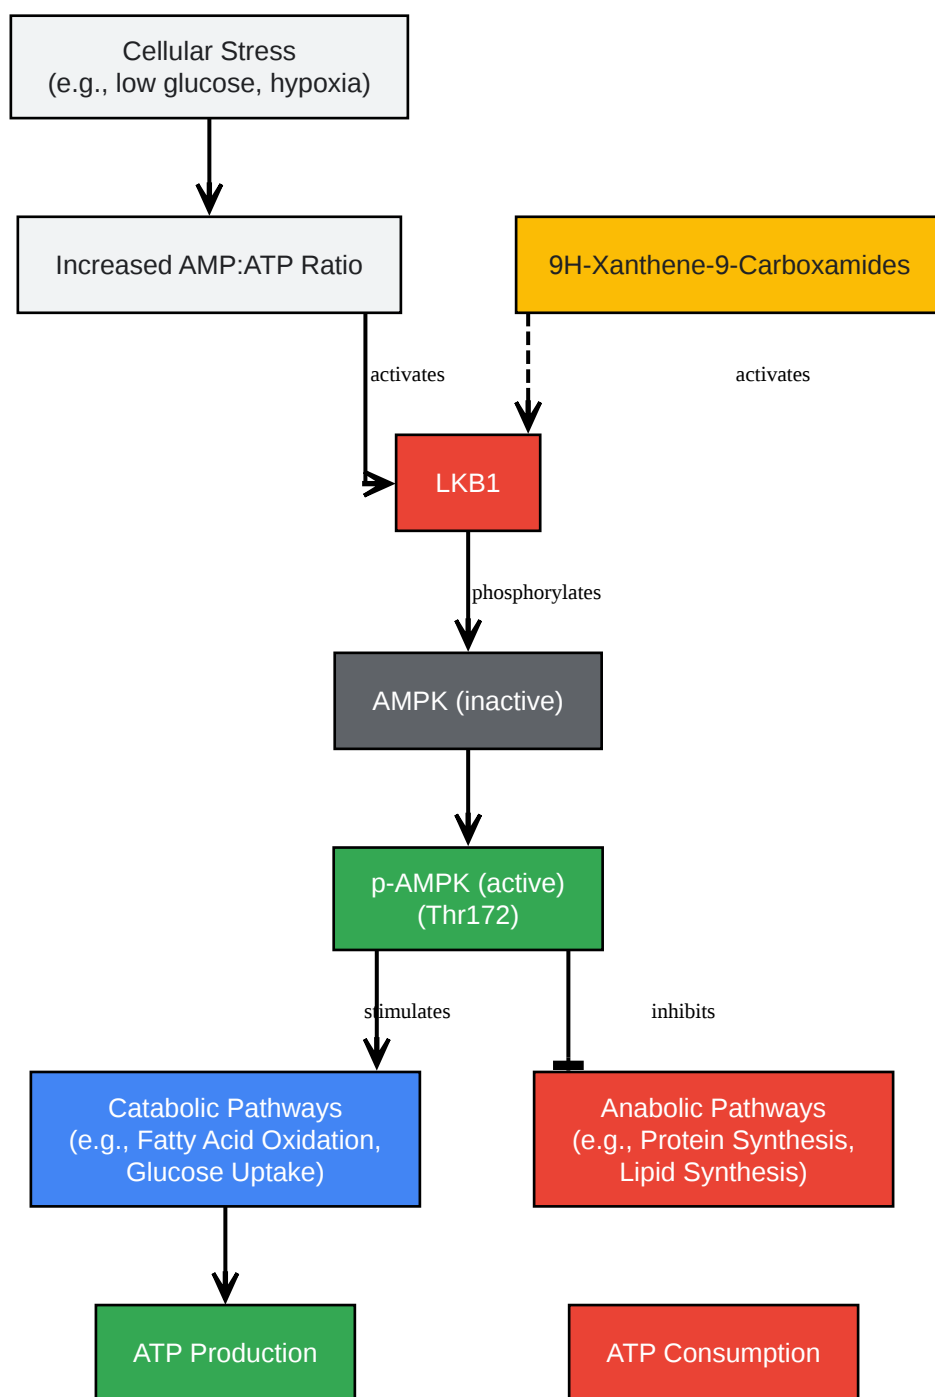 Cellular Stress
(e.g., low glucose, hypoxia)
Increased AMP:ATP Ratio
9H-Xanthene-9-Carboxamides
activates
activates
LKB1
phosphorylates
AMPK (inactive)
p-AMPK (active)
(Thr172)
stimulates
inhibits
Catabolic Pathways
(e.g., Fatty Acid Oxidation,
Glucose Uptake)
Anabolic Pathways
(e.g., Protein Synthesis,
Lipid Synthesis)
ATP Production
ATP Consumption